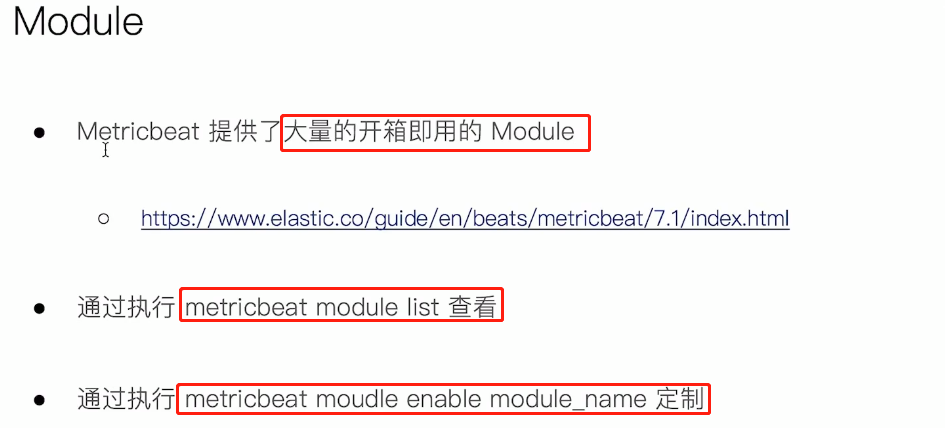 Module
● Metricbeat 提供了大量的开箱即用的 Module
○ https://www.elastic.co/guide/en/beats/metricbeat/7.1/index.html
● 通过执行 metricbeat module list 查看
● 通过执行 metricbeat moudle enable module_name 定制